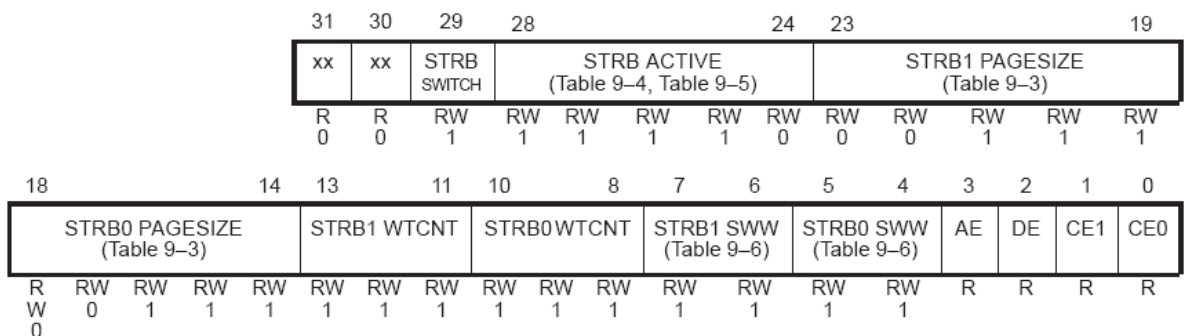 31 30 29 28 24 23 19
xx xx STRB SWITCH STRB ACTIVE (Table 9–4, Table 9–5) STRB1 PAGESIZE (Table 9–3)
R RW RW RW RW RW RW RW RW RW RW RW
0 0 1 1 1 1 1 0 0 0 1 1 1
18 14 13 11 10 8 7 6 5 4 3 2 1 0
STRB0 PAGESIZE (Table 9–3) STRB1 WTCNT STRB0 WTCNT STRB1 SWW (Table 9–6) STRB0 SWW (Table 9–6) AE DE CE1 CE0
R RW RW RW RW RW RW RW RW RW RW RW RW RW RW R R R R
W 0 1 1 1 1 1 1 1 1 1 1 1 1 1
0